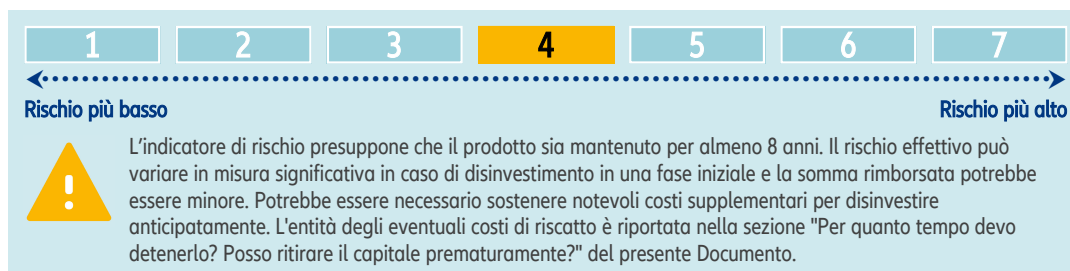 1 2 3 4 5 6 7
Rischio più basso Rischio più alto
L'indicatore di rischio presuppone che il prodotto sia mantenuto per almeno 8 anni. Il rischio effettivo può
variare in misura significativa in caso di disinvestimento in una fase iniziale e la somma rimborsata potrebbe
essere minore. Potrebbe essere necessario sostenere notevoli costi supplementari per disinvestire
anticipatamente. L'entità degli eventuali costi di riscatto è riportata nella sezione "Per quanto tempo devo
detenerlo? Posso ritirare il capitale prematuramente?" del presente Documento.